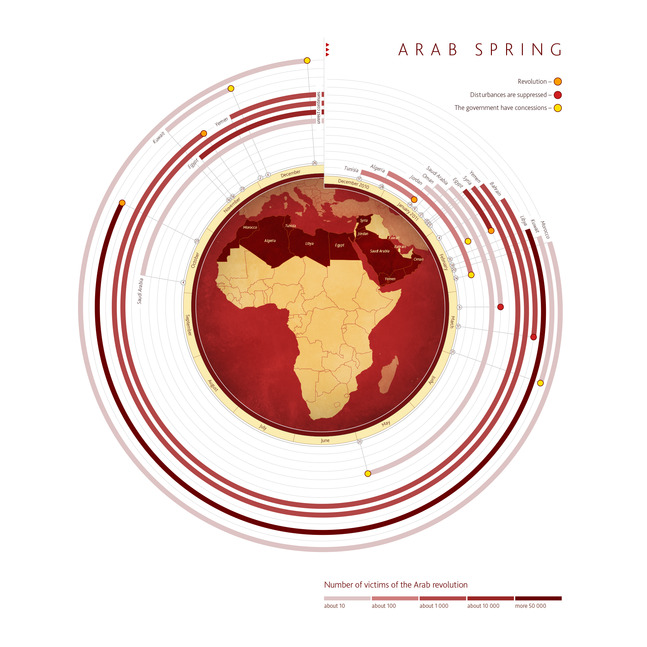 ARAB SPRING
Revolution –
Disturbances are suppressed –
The government have concessions –
Tunisia
Algeria
Jordan
Oman
Saudi Arabia
Egypt
Syria
Yemen
Bahrain
Libya
Kuwait
Morocco
Kuwait
Yemen
Egypt
Saudi Arabia
December 2010
January 2011
February
March
April
May
June
July
August
September
October
November
December
Morocco
Algeria
Tunisia
Libya
Egypt
Syria
Jordan
Saudi Arabia
Bahrain
Yemen
Oman
Number of victims of the Arab revolution
about 10
about 100
about 1 000
about 10 000
more 50 000